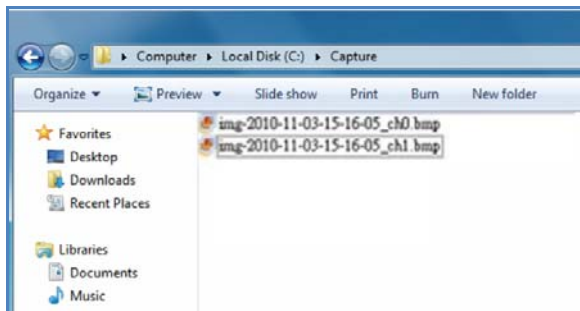 Computer ▸ Local Disk (C:) ▸ Capture
Organize ▾ Preview ▾ Slide show Print Burn New folder
Favorites
Desktop
Downloads
Recent Places
Libraries
Documents
Music
img-2010-11-03-15-16-05_ch0.bmp
img-2010-11-03-15-16-05_ch1.bmp